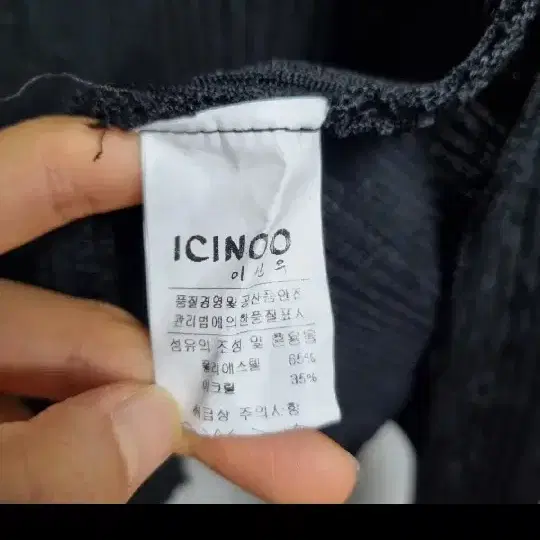 ICINOO
이신우
품질경영및공산품안전
관리법에의한품질표시
섬유의 조성 및 혼용율
폴리에스텔 65%
아크릴 35%
취급상 주의사항